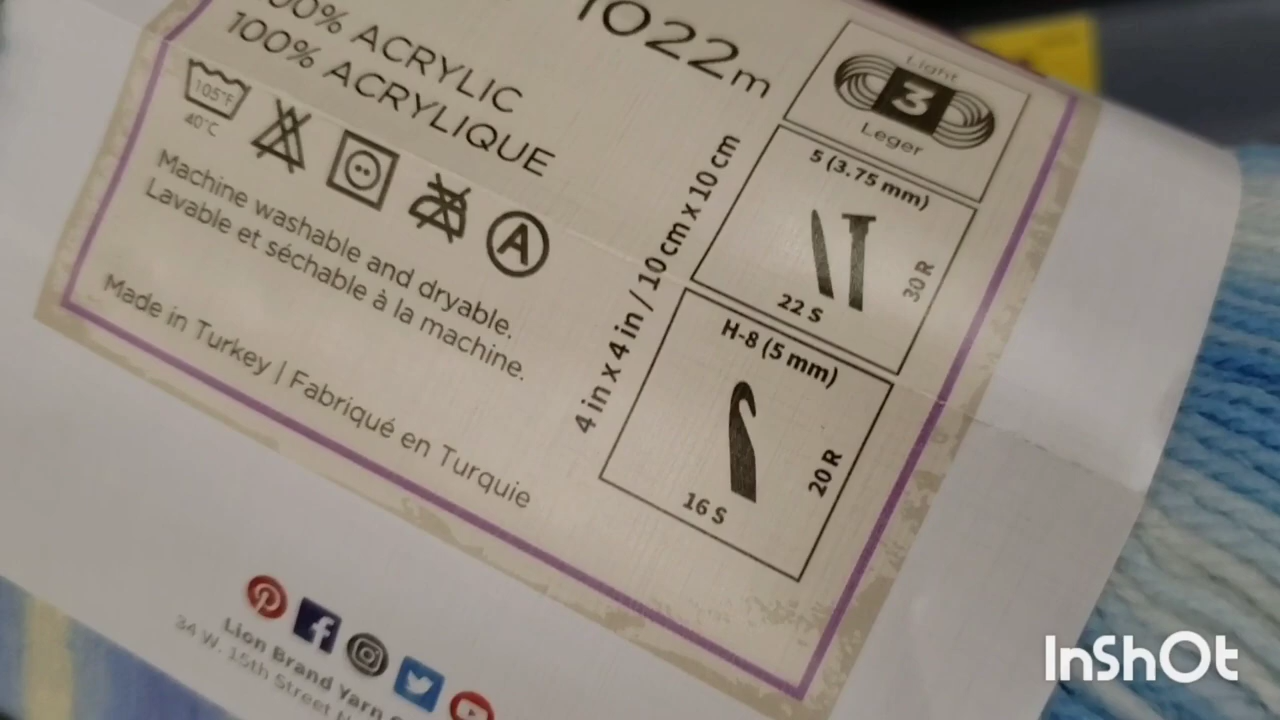 1022m
100% ACRYLIC
100% ACRYLIQUE
105°F
40°C
A
Machine washable and dryable.
Lavable et séchable à la machine.
Made in Turkey | Fabriqué en Turquie
4 in x 4 in / 10 cm x 10 cm
Light
3
Leger
5 (3.75 mm)
22 S
30 R
H-8 (5 mm)
16 S
20 R
Lion Brand Yarn
34 W. 15th Street
InShOt